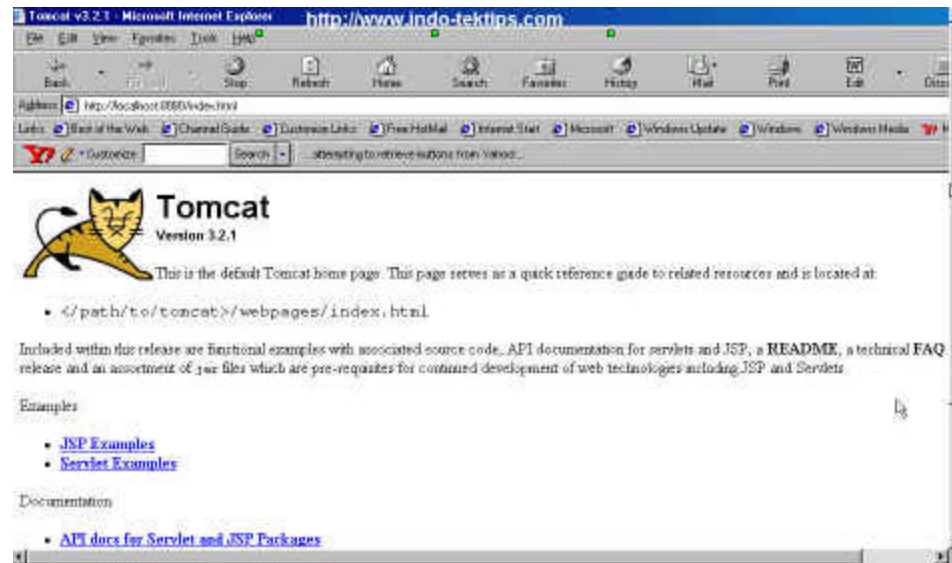 Tomcat v3.2.1 - Microsoft Internet Explorer
http://www.indo-tektips.com
File Edit View Favorites Tools Help
Back Stop Refresh Home Search Favorites History Mail Print Edit
Address http://localhost:8080/index.html
Links Best of the Web Channel Guide Customize Links Free HotMail Internet Start Microsoft Windows Update Windows Windows Media
Customize Search attempting to retrieve buttons from Yahoo!...
Tomcat
Version 3.2.1
This is the default Tomcat home page. This page serves as a quick reference guide to related resources and is located at:
</path/to/tomcat>/webpages/index.html
Included within this release are functional examples with associated source code, API documentation for servlets and JSP, a README, a technical FAQ
release and an assortment of jar files which are pre-requisites for continued development of web technologies including JSP and Servlets
Examples
JSP Examples
Servlet Examples
Documentation
API docs for Servlet and JSP Packages